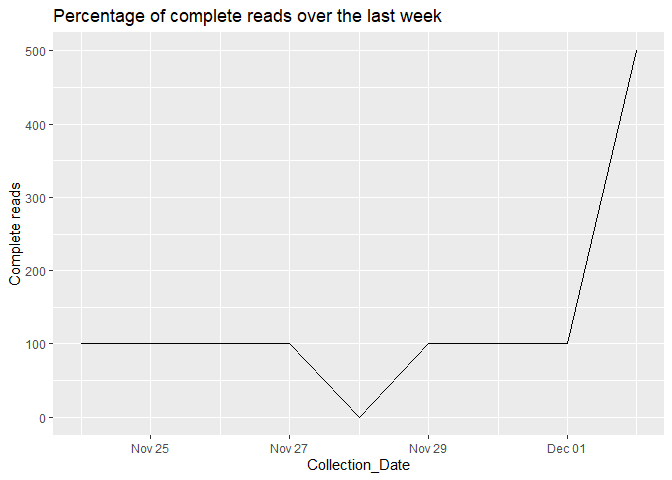 Percentage of complete reads over the last week
500
400
300
200
100
0
Complete reads
Nov 25
Nov 27
Nov 29
Dec 01
Collection_Date